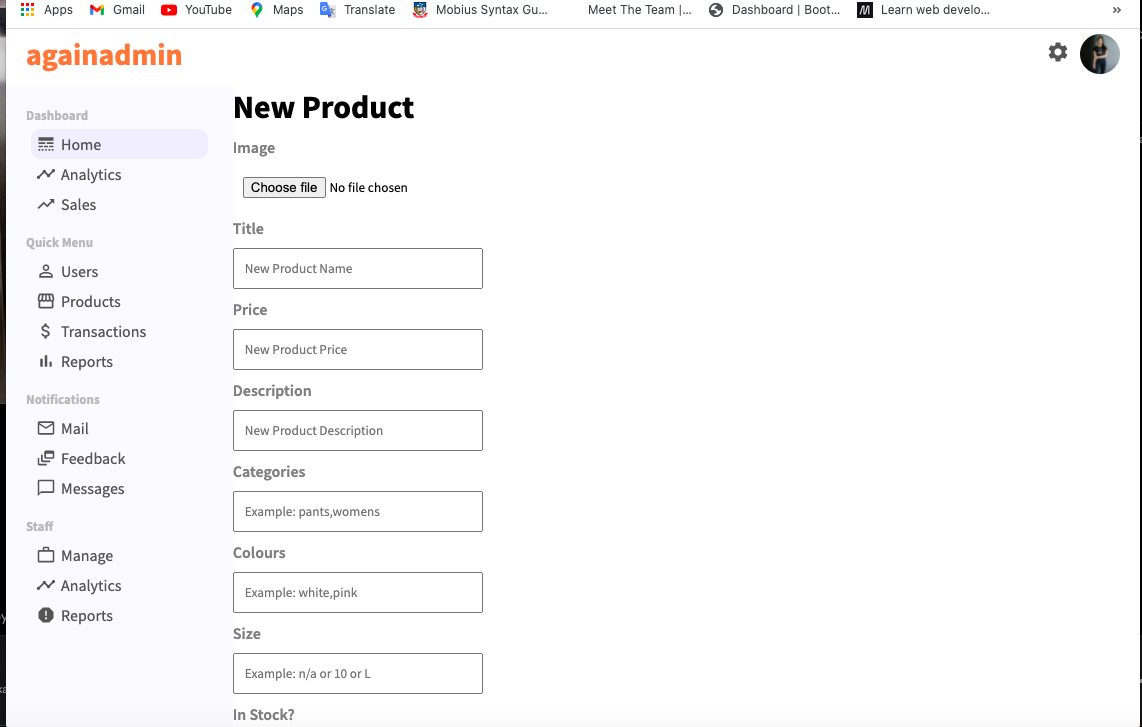 Apps Gmail YouTube Maps Translate Mobius Syntax Gu... Meet The Team |... Dashboard | Boot... Learn web develo... »
againadmin
Dashboard
Home
Analytics
Sales
Quick Menu
Users
Products
Transactions
Reports
Notifications
Mail
Feedback
Messages
Staff
Manage
Analytics
Reports
New Product
Image
Choose file No file chosen
Title
New Product Name
Price
New Product Price
Description
New Product Description
Categories
Example: pants,womens
Colours
Example: white,pink
Size
Example: n/a or 10 or L
In Stock?